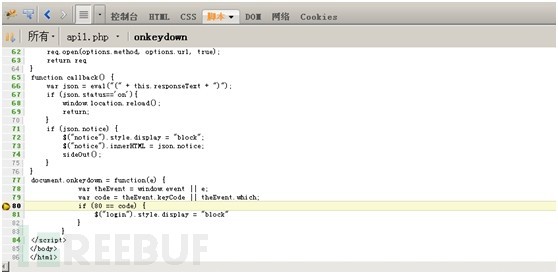 控制台 HTML CSS 脚本 DOM 网络 Cookies
所有 api1.php onkeydown
62 req.open(options.method, options.url, true);
63 return req
64 }
65 function callback() {
66 var json = eval("(" + this.responseText + ")");
67 if (json.status=='on'){
68 window.location.reload();
69 return;
70 }
71 if (json.notice) {
72 $("notice").style.display = "block";
73 $("notice").innerHTML = json.notice;
74 sideOut();
75 }
76 }
77 document.onkeydown = function(e) {
78 var theEvent = window.event || e;
79 var code = theEvent.keyCode || theEvent.which;
80 if (80 == code) {
81 $("login").style.display = "block"
82 }
83 }
84 </script>
85 </body>
86 </html>
REEBUF